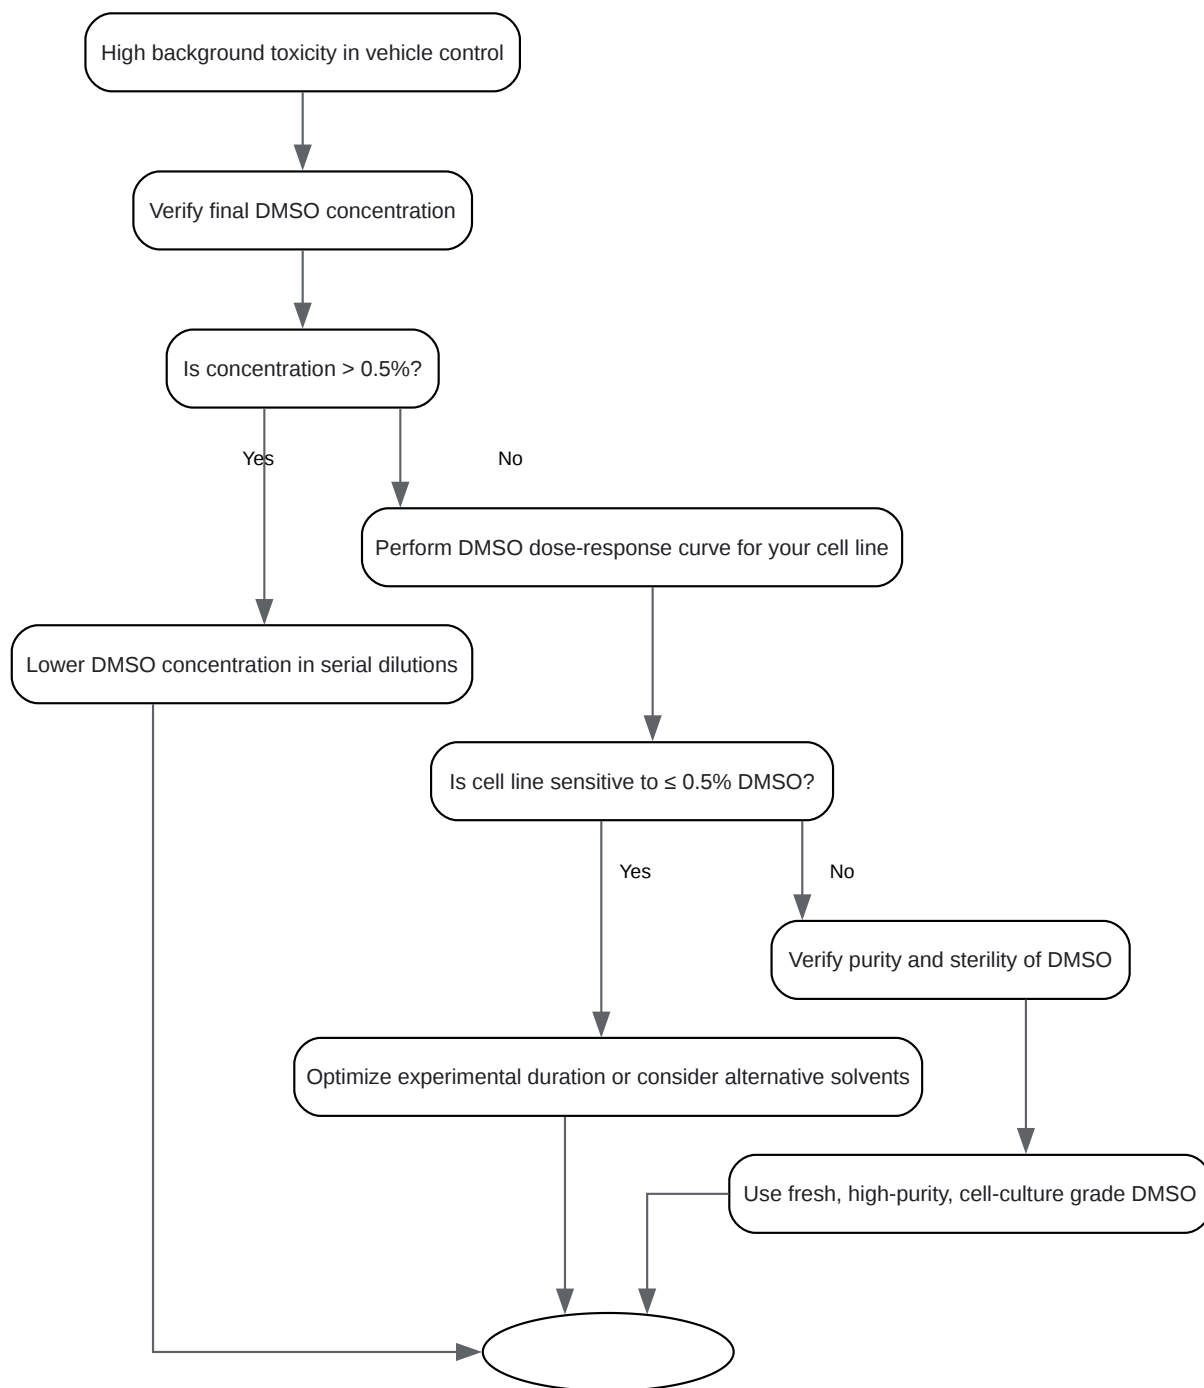 High background toxicity in vehicle control
Verify final DMSO concentration
Is concentration > 0.5%?
Yes
No
Perform DMSO dose-response curve for your cell line
Lower DMSO concentration in serial dilutions
Is cell line sensitive to ≤ 0.5% DMSO?
Yes
No
Verify purity and sterility of DMSO
Optimize experimental duration or consider alternative solvents
Use fresh, high-purity, cell-culture grade DMSO